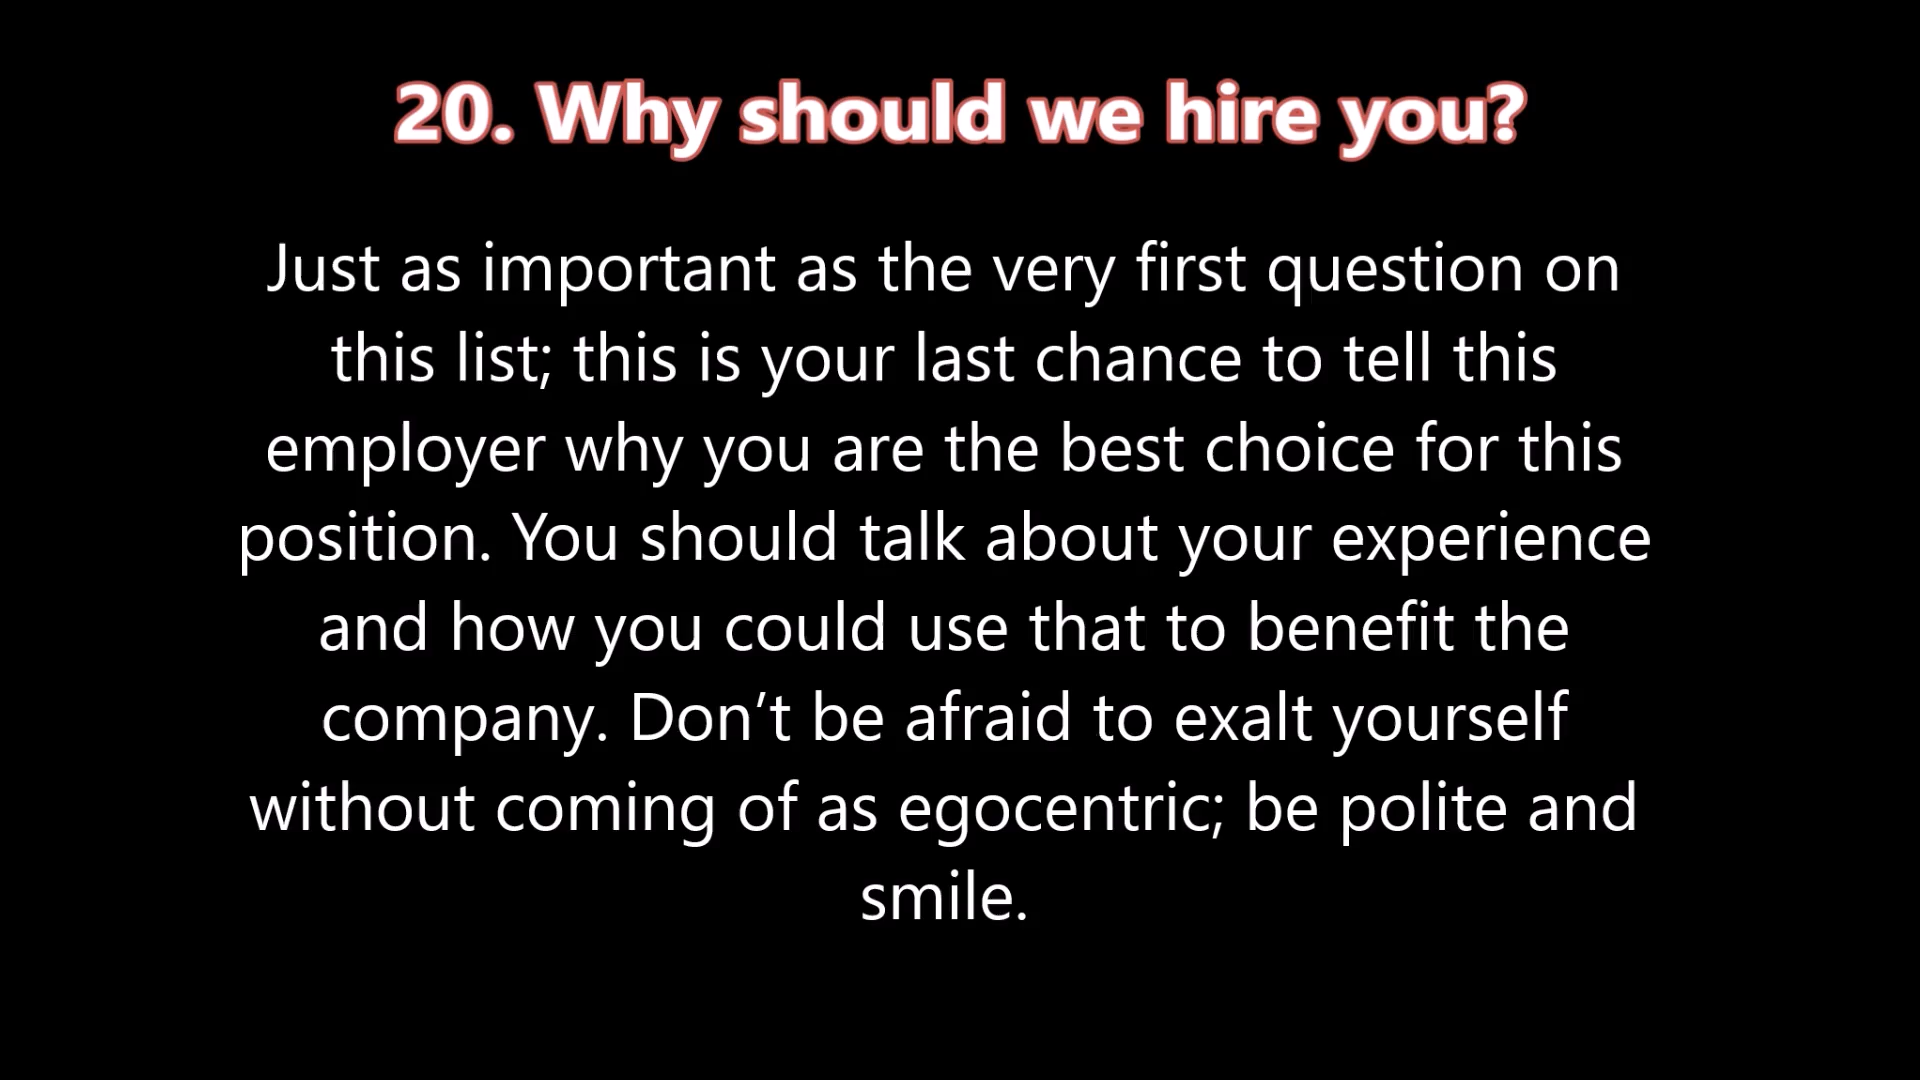 20. Why should we hire you?
Just as important as the very first question on
this list; this is your last chance to tell this
employer why you are the best choice for this
position. You should talk about your experience
and how you could use that to benefit the
company. Don’t be afraid to exalt yourself
without coming of as egocentric; be polite and
smile.